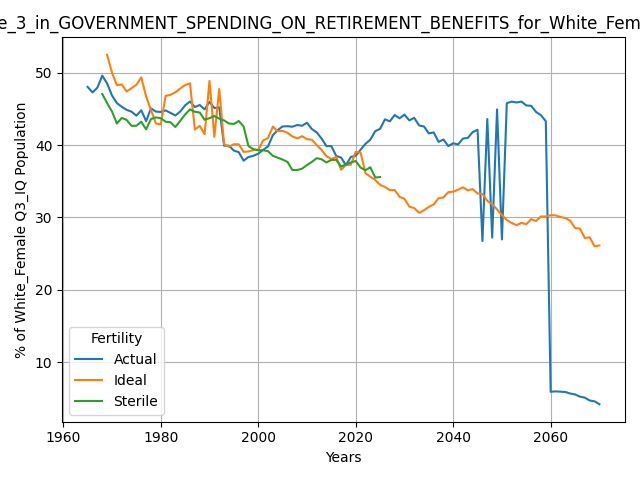 e_3_in_GOVERNMENT_SPENDING_ON_RETIREMENT_BENEFITS_for_White_Fem
% of White_Female Q3_IQ Population
50
40
30
20
10
Fertility
Actual
Ideal
Sterile
1960
1980
2000
2020
2040
2060
Years